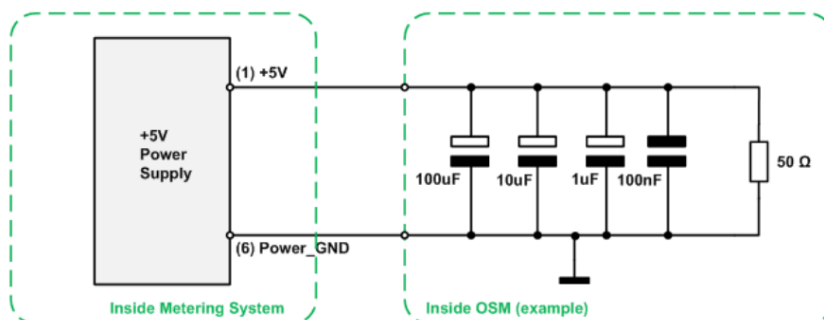 (1) +5V
+5V
Power
Supply
100uF
10uF
1uF
100nF
50 Ω
(6) Power_GND
Inside Metering System
Inside OSM (example)